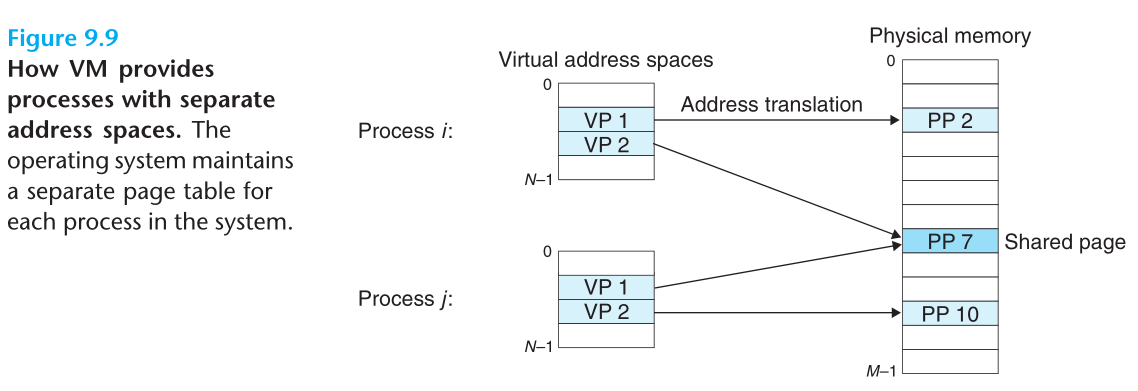 Figure 9.9
How VM provides
processes with separate
address spaces. The
operating system maintains
a separate page table for
each process in the system.
Virtual address spaces
Physical memory
0
Process i:
VP 1
VP 2
N–1
Address translation
0
PP 2
PP 7
Shared page
PP 10
M–1
0
Process j:
VP 1
VP 2
N–1